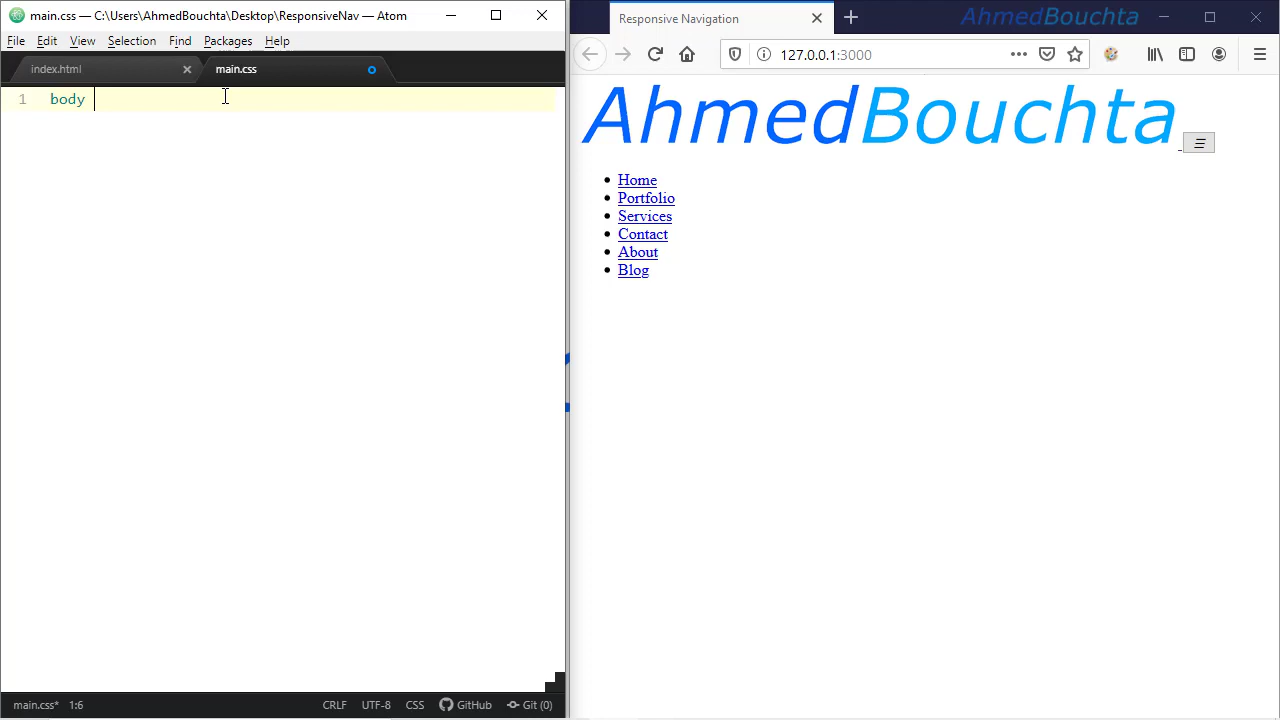 main.css — C:\Users\AhmedBouchta\Desktop\ResponsiveNav — Atom
File Edit View Selection Find Packages Help
index.html main.css
1 body
main.css* 1:6 CRLF UTF-8 CSS GitHub Git (0)
Responsive Navigation AhmedBouchta
127.0.0.1:3000
AhmedBouchta
Home
Portfolio
Services
Contact
About
Blog